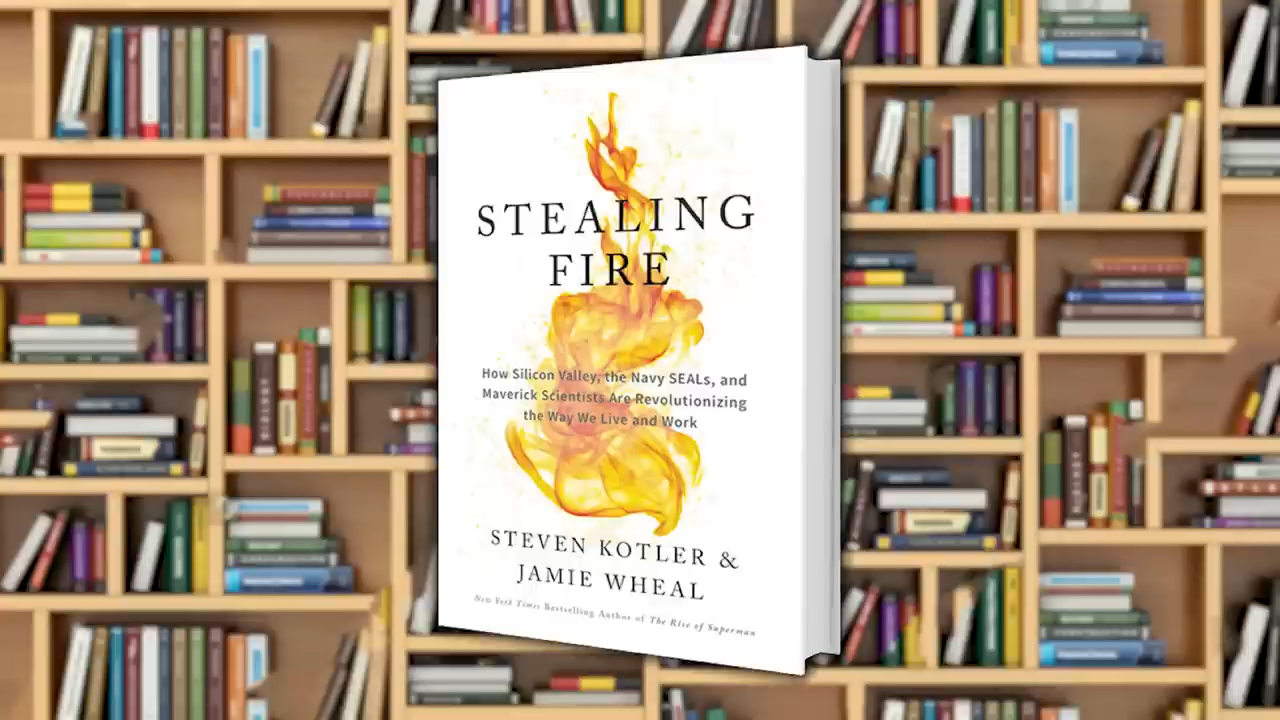 STEALING
FIRE
How Silicon Valley, the Navy SEALs, and
Maverick Scientists Are Revolutionizing
the Way We Live and Work
STEVEN KOTLER &
JAMIE WHEAL
New York Times Bestselling Author of The Rise of Superman